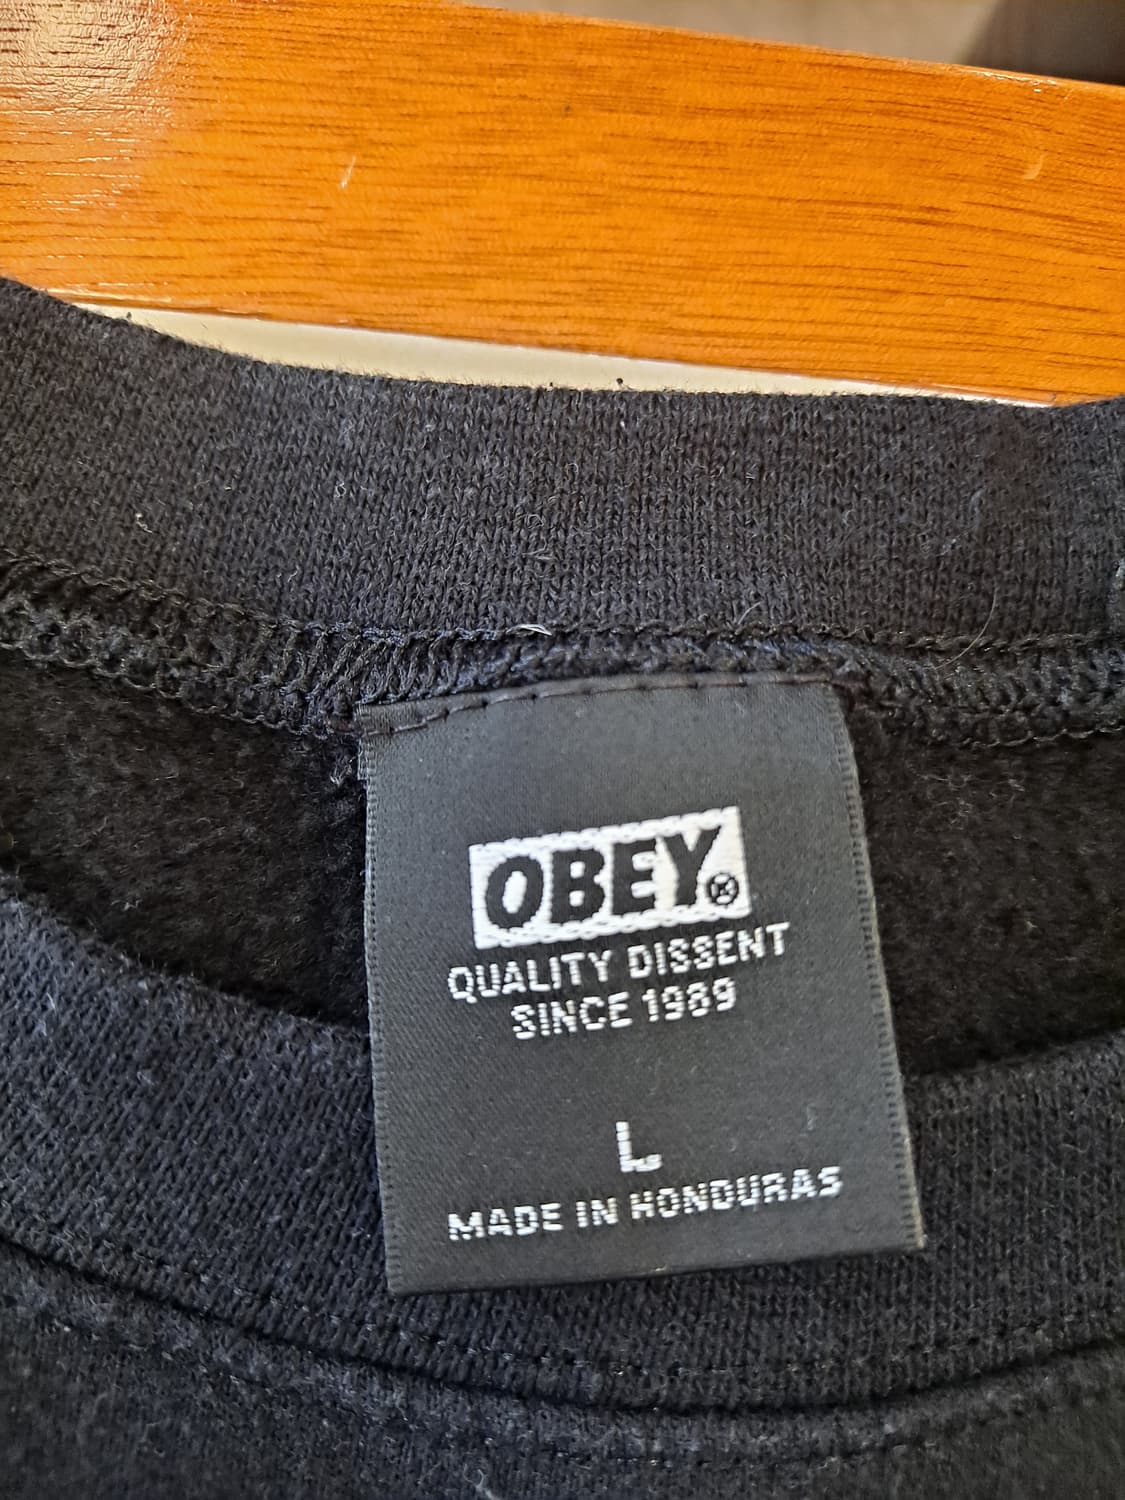 OBEY®
QUALITY DISSENT
SINCE 1989
L
MADE IN HONDURAS